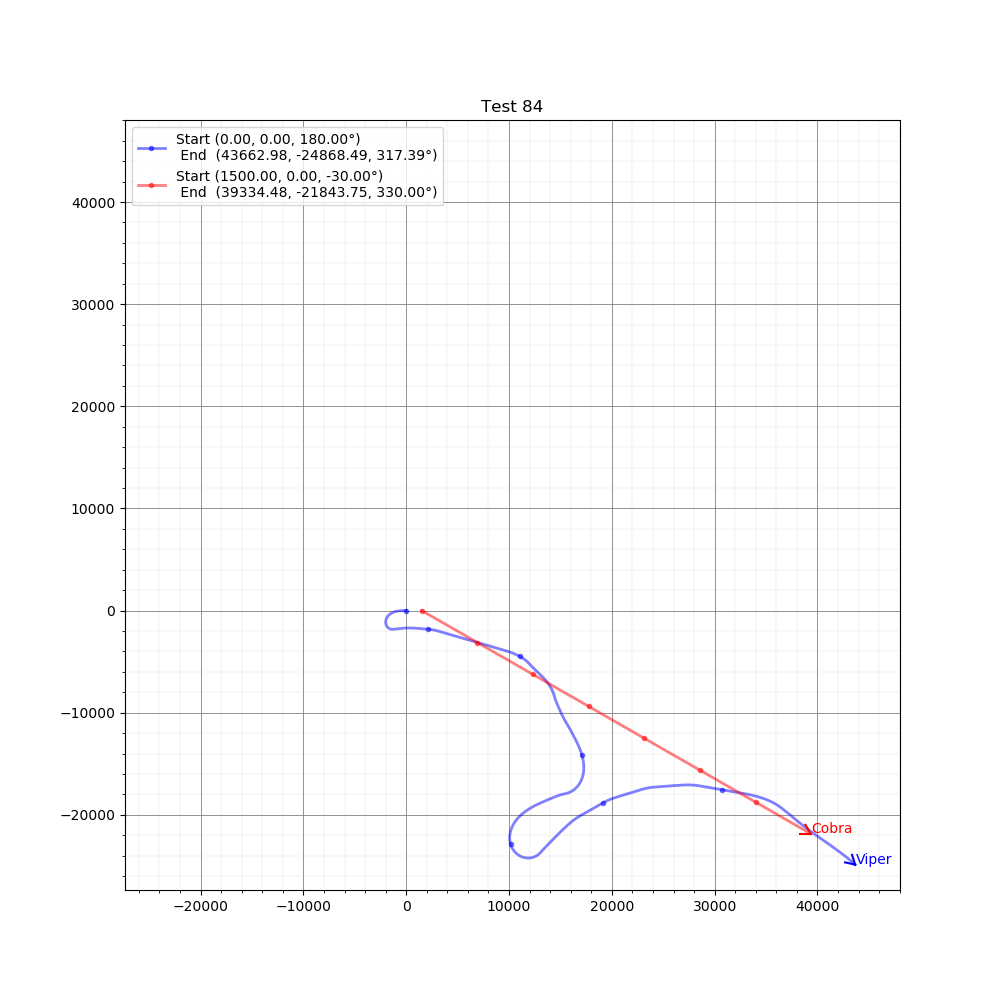 Test 84
Start (0.00, 0.00, 180.00°)
End (43662.98, -24868.49, 317.39°)
Start (1500.00, 0.00, -30.00°)
End (39334.48, -21843.75, 330.00°)
40000
30000
20000
10000
0
−10000
−20000
Cobra
Viper
−20000 −10000 0 10000 20000 30000 40000